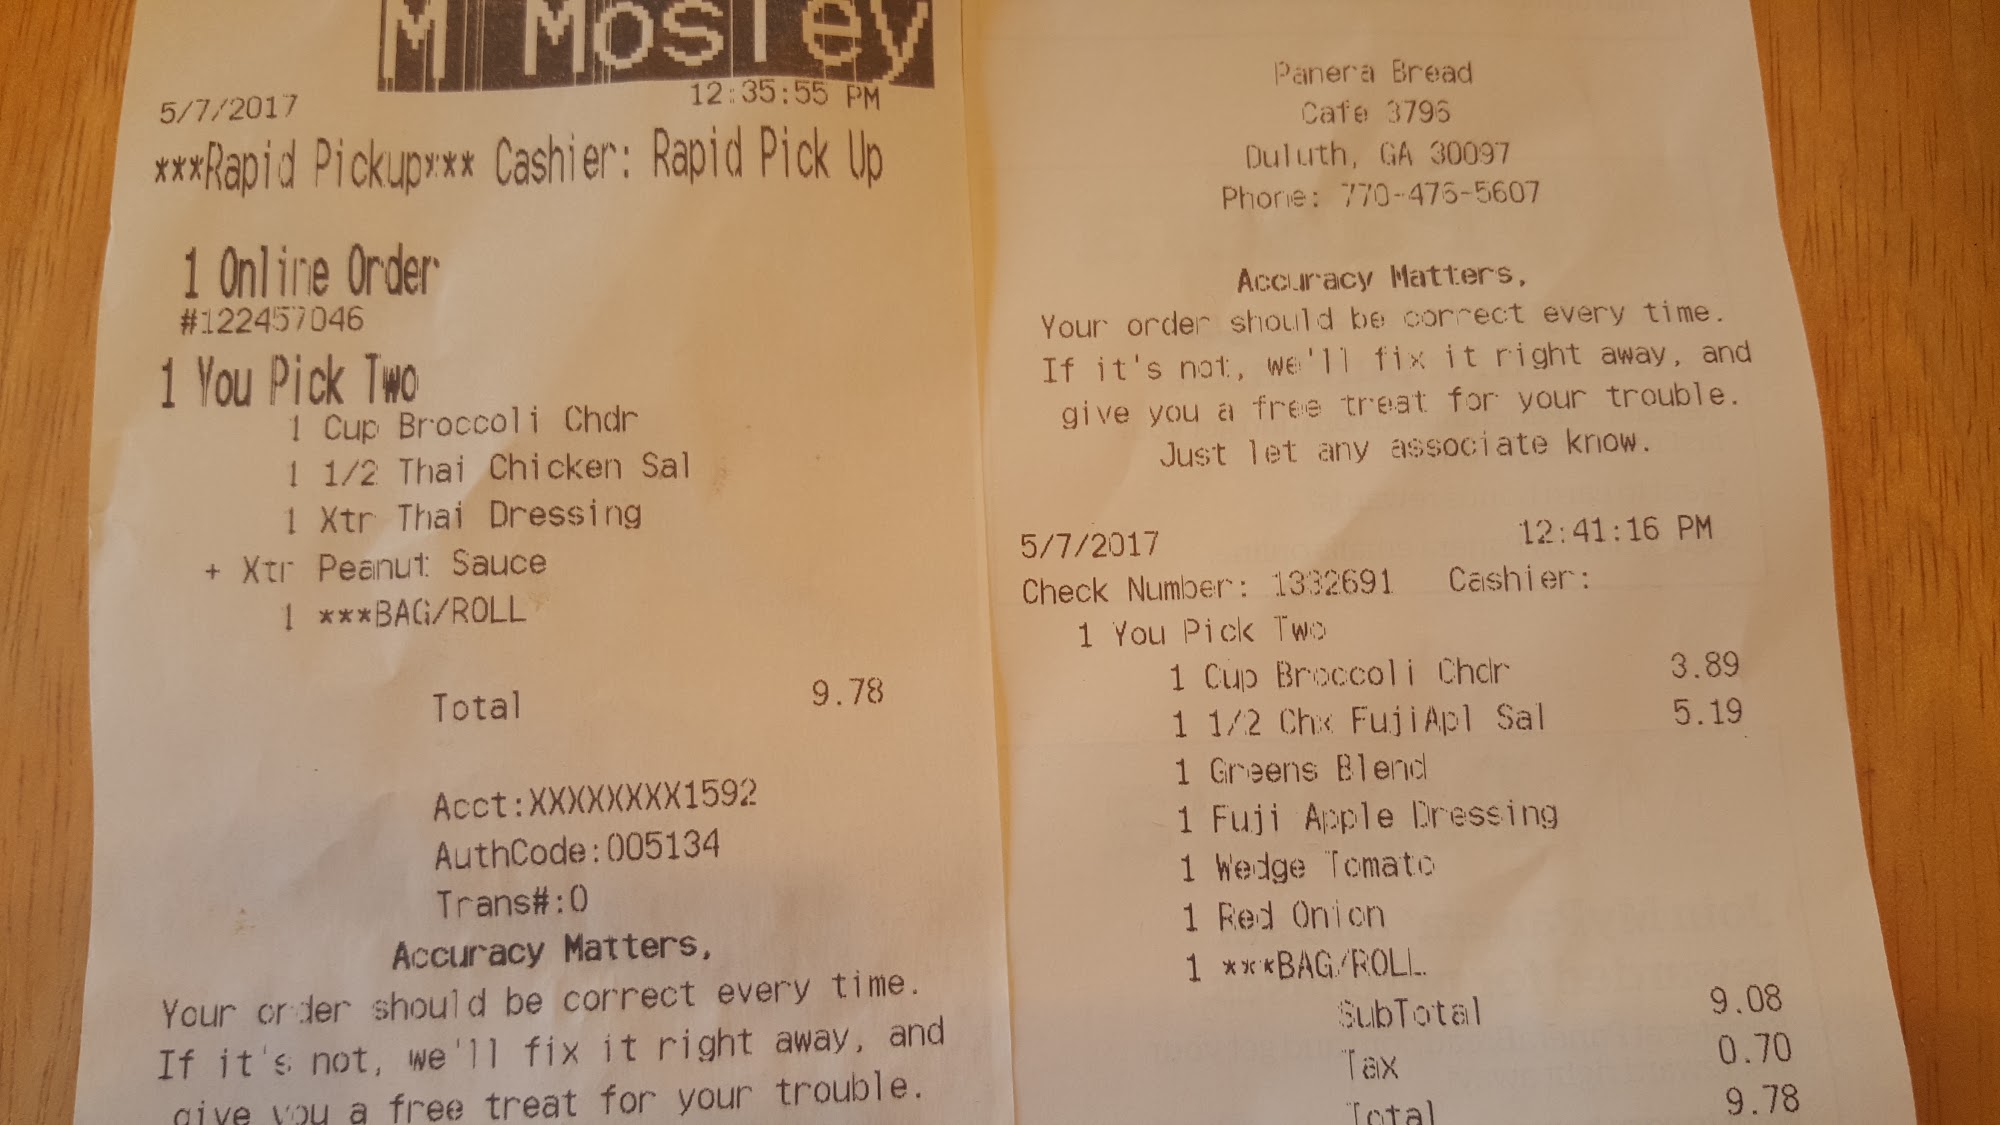 M Mosley
5/7/2017 12:35:55 PM
***Rapid Pickup*** Cashier: Rapid Pick Up
1 Online Order
#122457046
1 You Pick Two
1 Cup Broccoli Chdr
1 1/2 Thai Chicken Sal
1 Xtr Thai Dressing
+ Xtr Peanut Sauce
1 ***BAG/ROLL
Total 9.78
Acct:XXXXXXXX1592
AuthCode:005134
Trans#:0
Accuracy Matters,
Your order should be correct every time.
If it's not, we'll fix it right away, and
give you a free treat for your trouble.
Panera Bread
Cafe 3796
Duluth, GA 30097
Phone: 770-476-5607
Accuracy Matters,
Your order should be correct every time.
If it's not, we'll fix it right away, and
give you a free treat for your trouble.
Just let any associate know.
5/7/2017 12:41:16 PM
Check Number: 1332691 Cashier:
1 You Pick Two
1 Cup Broccoli Chdr 3.89
1 1/2 Chx FujiApl Sal 5.19
1 Greens Blend
1 Fuji Apple Dressing
1 Wedge Tomato
1 Red Onion
1 ***BAG/ROLL
SubTotal 9.08
Tax 0.70
Total 9.78